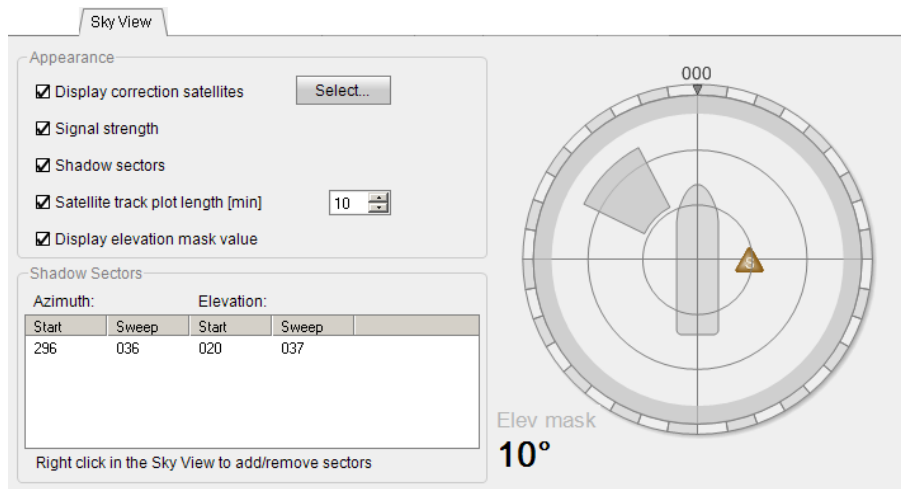 Sky View
Appearance
Display correction satellites
Select...
Signal strength
Shadow sectors
Satellite track plot length [min]
10
Display elevation mask value
Shadow Sectors
Azimuth: Elevation:
Start Sweep Start Sweep
296 036 020 037
Right click in the Sky View to add/remove sectors
000
Elev mask
10°